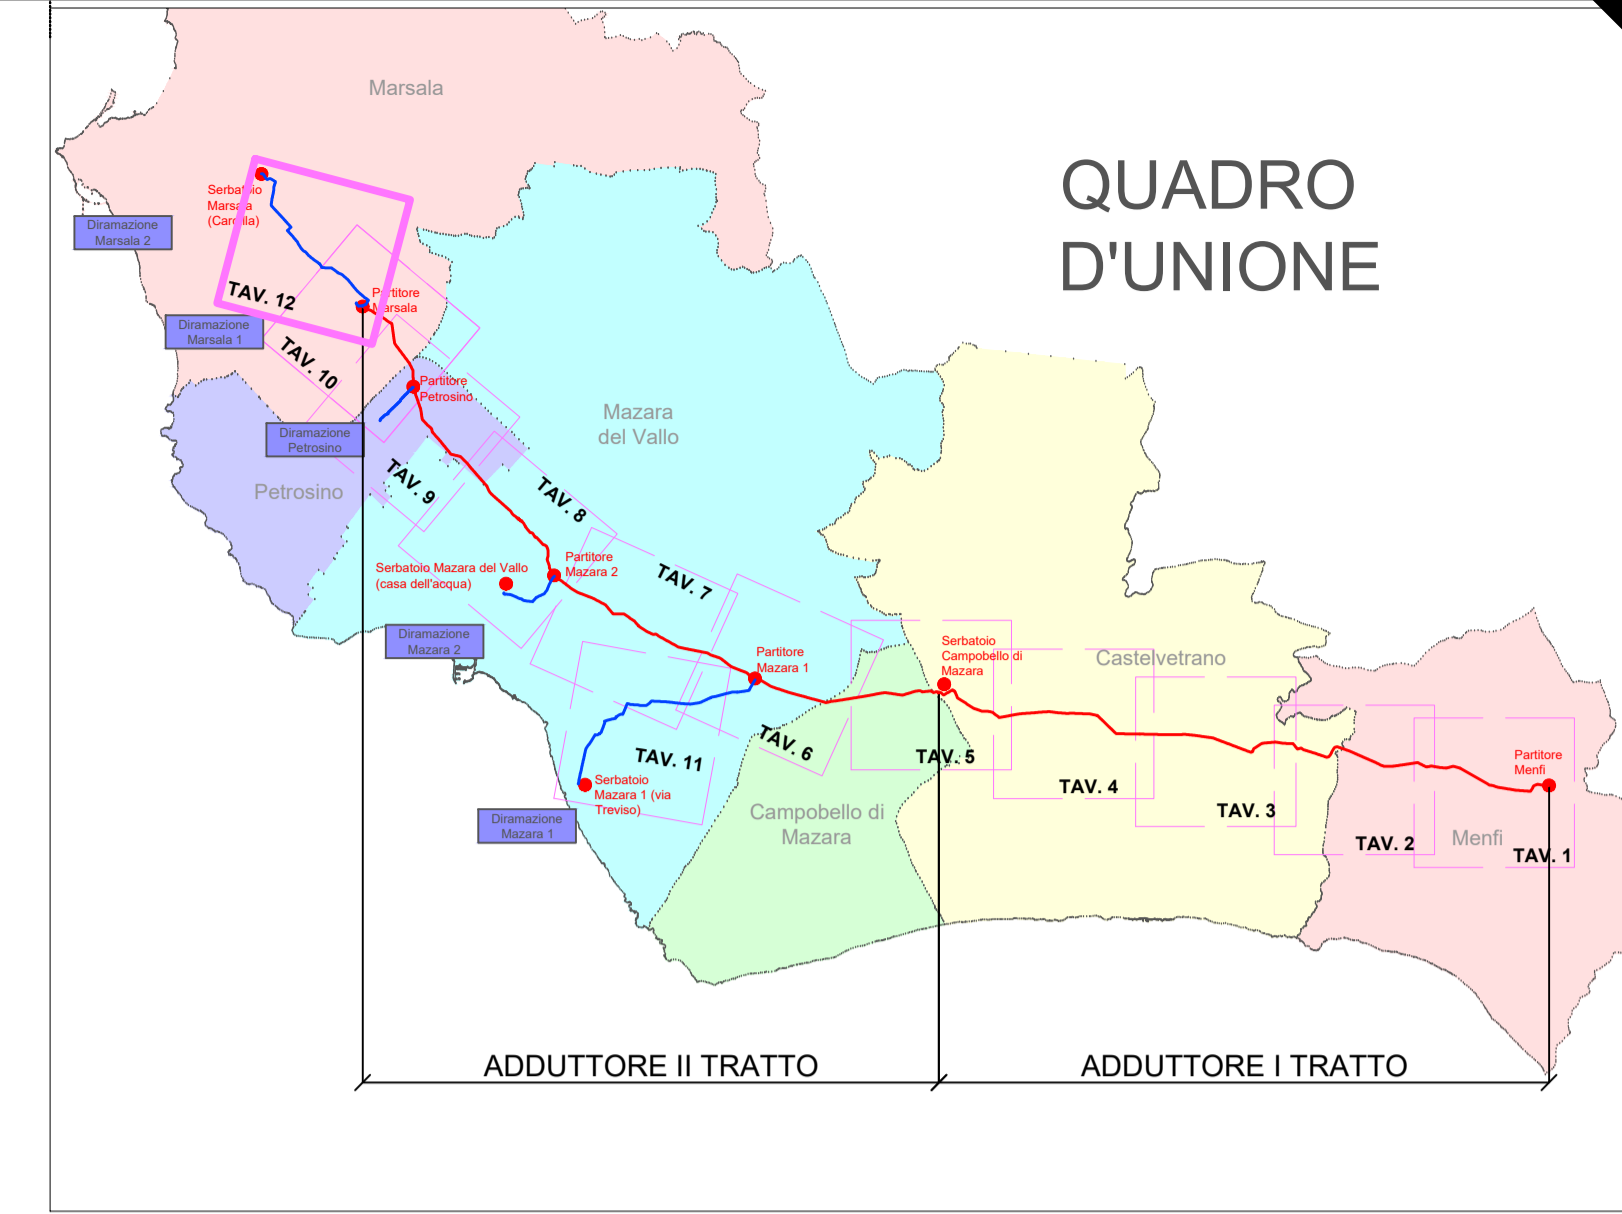 Marsala
QUADRO
D'UNIONE
Serbatoio
Marsala
(Cardilla)
Diramazione
Marsala 2
TAV. 12
Partitore
Marsala
Diramazione
Marsala 1
TAV. 10
Partitore
Petrosino
Diramazione
Petrosino
Mazara
del Vallo
Petrosino
TAV. 9
TAV. 8
Serbatoio Mazara del Vallo
(casa dell'acqua)
Partitore
Mazara 2
TAV. 7
Diramazione
Mazara 2
Partitore
Mazara 1
Serbatoio
Campobello di
Mazara
Castelvetrano
TAV. 11
TAV. 6
TAV. 5
TAV. 4
TAV. 3
TAV. 2
TAV. 1
Partitore
Menfi
Menfi
Serbatoio
Mazara 1 (via
Treviso)
Diramazione
Mazara 1
Campobello di
Mazara
ADDUTTORE II TRATTO
ADDUTTORE I TRATTO